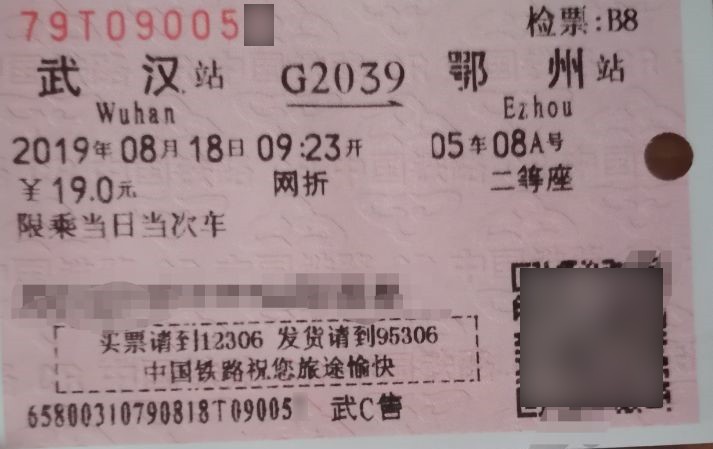 79T09005 检票:B8
武汉站 G2039 鄂州站
Wuhan Ezhou
2019年08月18日09:23开 05车08A号
¥19.0元 网折 二等座
限乘当日当次车
买票请到12306 发货请到95306
中国铁路祝您旅途愉快
65800310790818T09005 武C售